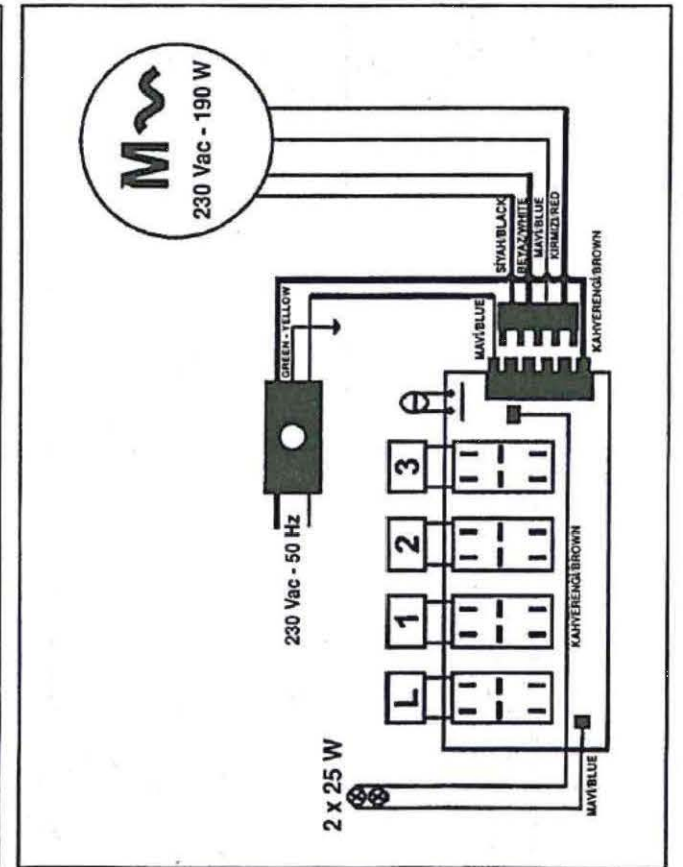 M
230 Vac - 190 W
GREEN - YELLOW
SİYAH/BLACK
BEYAZ/WHITE
MAVİ/BLUE
KIRMIZI/RED
MAVİ/BLUE
KAHVERENGİ/BROWN
230 Vac - 50 Hz
3
2
1
L
KAHVERENGİ/BROWN
2 x 25 W
MAVİ/BLUE